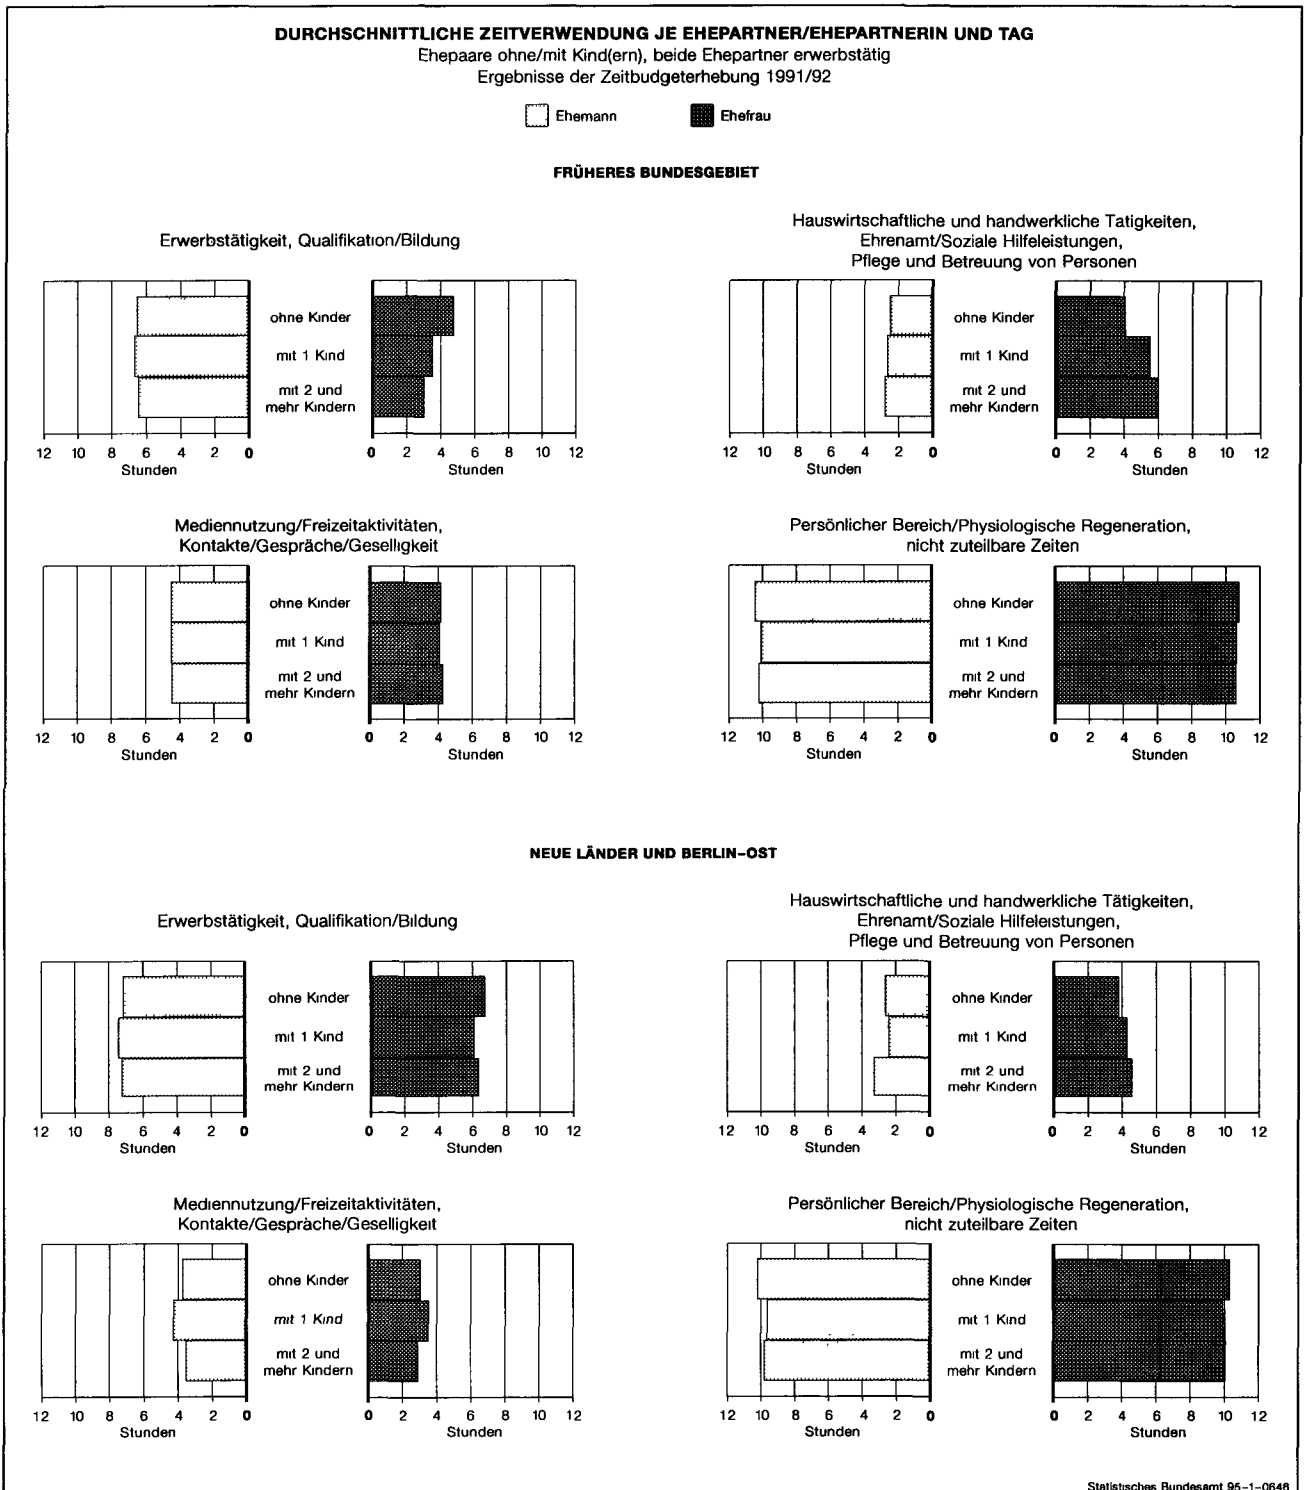 DURCHSCHNITTLICHE ZEITVERWENDUNG JE EHEPARTNER/EHEPARTNERIN UND TAG
Ehepaare ohne/mit Kind(ern), beide Ehepartner erwerbstätig
Ergebnisse der Zeitbudgeterhebung 1991/92
Ehemann Ehefrau
FRÜHERES BUNDESGEBIET
Erwerbstätigkeit, Qualifikation/Bildung
ohne Kinder
mit 1 Kind
mit 2 und
mehr Kindern
12 10 8 6 4 2 0 0 2 4 6 8 10 12
Stunden Stunden
Hauswirtschaftliche und handwerkliche Tatigkeiten,
Ehrenamt/Soziale Hilfeleistungen,
Pflege und Betreuung von Personen
ohne Kinder
mit 1 Kind
mit 2 und
mehr Kindern
12 10 8 6 4 2 0 0 2 4 6 8 10 12
Stunden Stunden
Mediennutzung/Freizeitaktivitäten,
Kontakte/Gespräche/Geselligkeit
ohne Kinder
mit 1 Kind
mit 2 und
mehr Kindern
12 10 8 6 4 2 0 0 2 4 6 8 10 12
Stunden Stunden
Persönlicher Bereich/Physiologische Regeneration,
nicht zuteilbare Zeiten
ohne Kinder
mit 1 Kind
mit 2 und
mehr Kindern
12 10 8 6 4 2 0 0 2 4 6 8 10 12
Stunden Stunden
NEUE LÄNDER UND BERLIN-OST
Erwerbstätigkeit, Qualifikation/Bildung
ohne Kinder
mit 1 Kind
mit 2 und
mehr Kindern
12 10 8 6 4 2 0 0 2 4 6 8 10 12
Stunden Stunden
Hauswirtschaftliche und handwerkliche Tätigkeiten,
Ehrenamt/Soziale Hilfeleistungen,
Pflege und Betreuung von Personen
ohne Kinder
mit 1 Kind
mit 2 und
mehr Kindern
12 10 8 6 4 2 0 0 2 4 6 8 10 12
Stunden Stunden
Mediennutzung/Freizeitaktivitäten,
Kontakte/Gespräche/Geselligkeit
ohne Kinder
mit 1 Kind
mit 2 und
mehr Kindern
12 10 8 6 4 2 0 0 2 4 6 8 10 12
Stunden Stunden
Persönlicher Bereich/Physiologische Regeneration,
nicht zuteilbare Zeiten
ohne Kinder
mit 1 Kind
mit 2 und
mehr Kindern
12 10 8 6 4 2 0 0 2 4 6 8 10 12
Stunden Stunden
Statistisches Bundesamt 95-1-0646